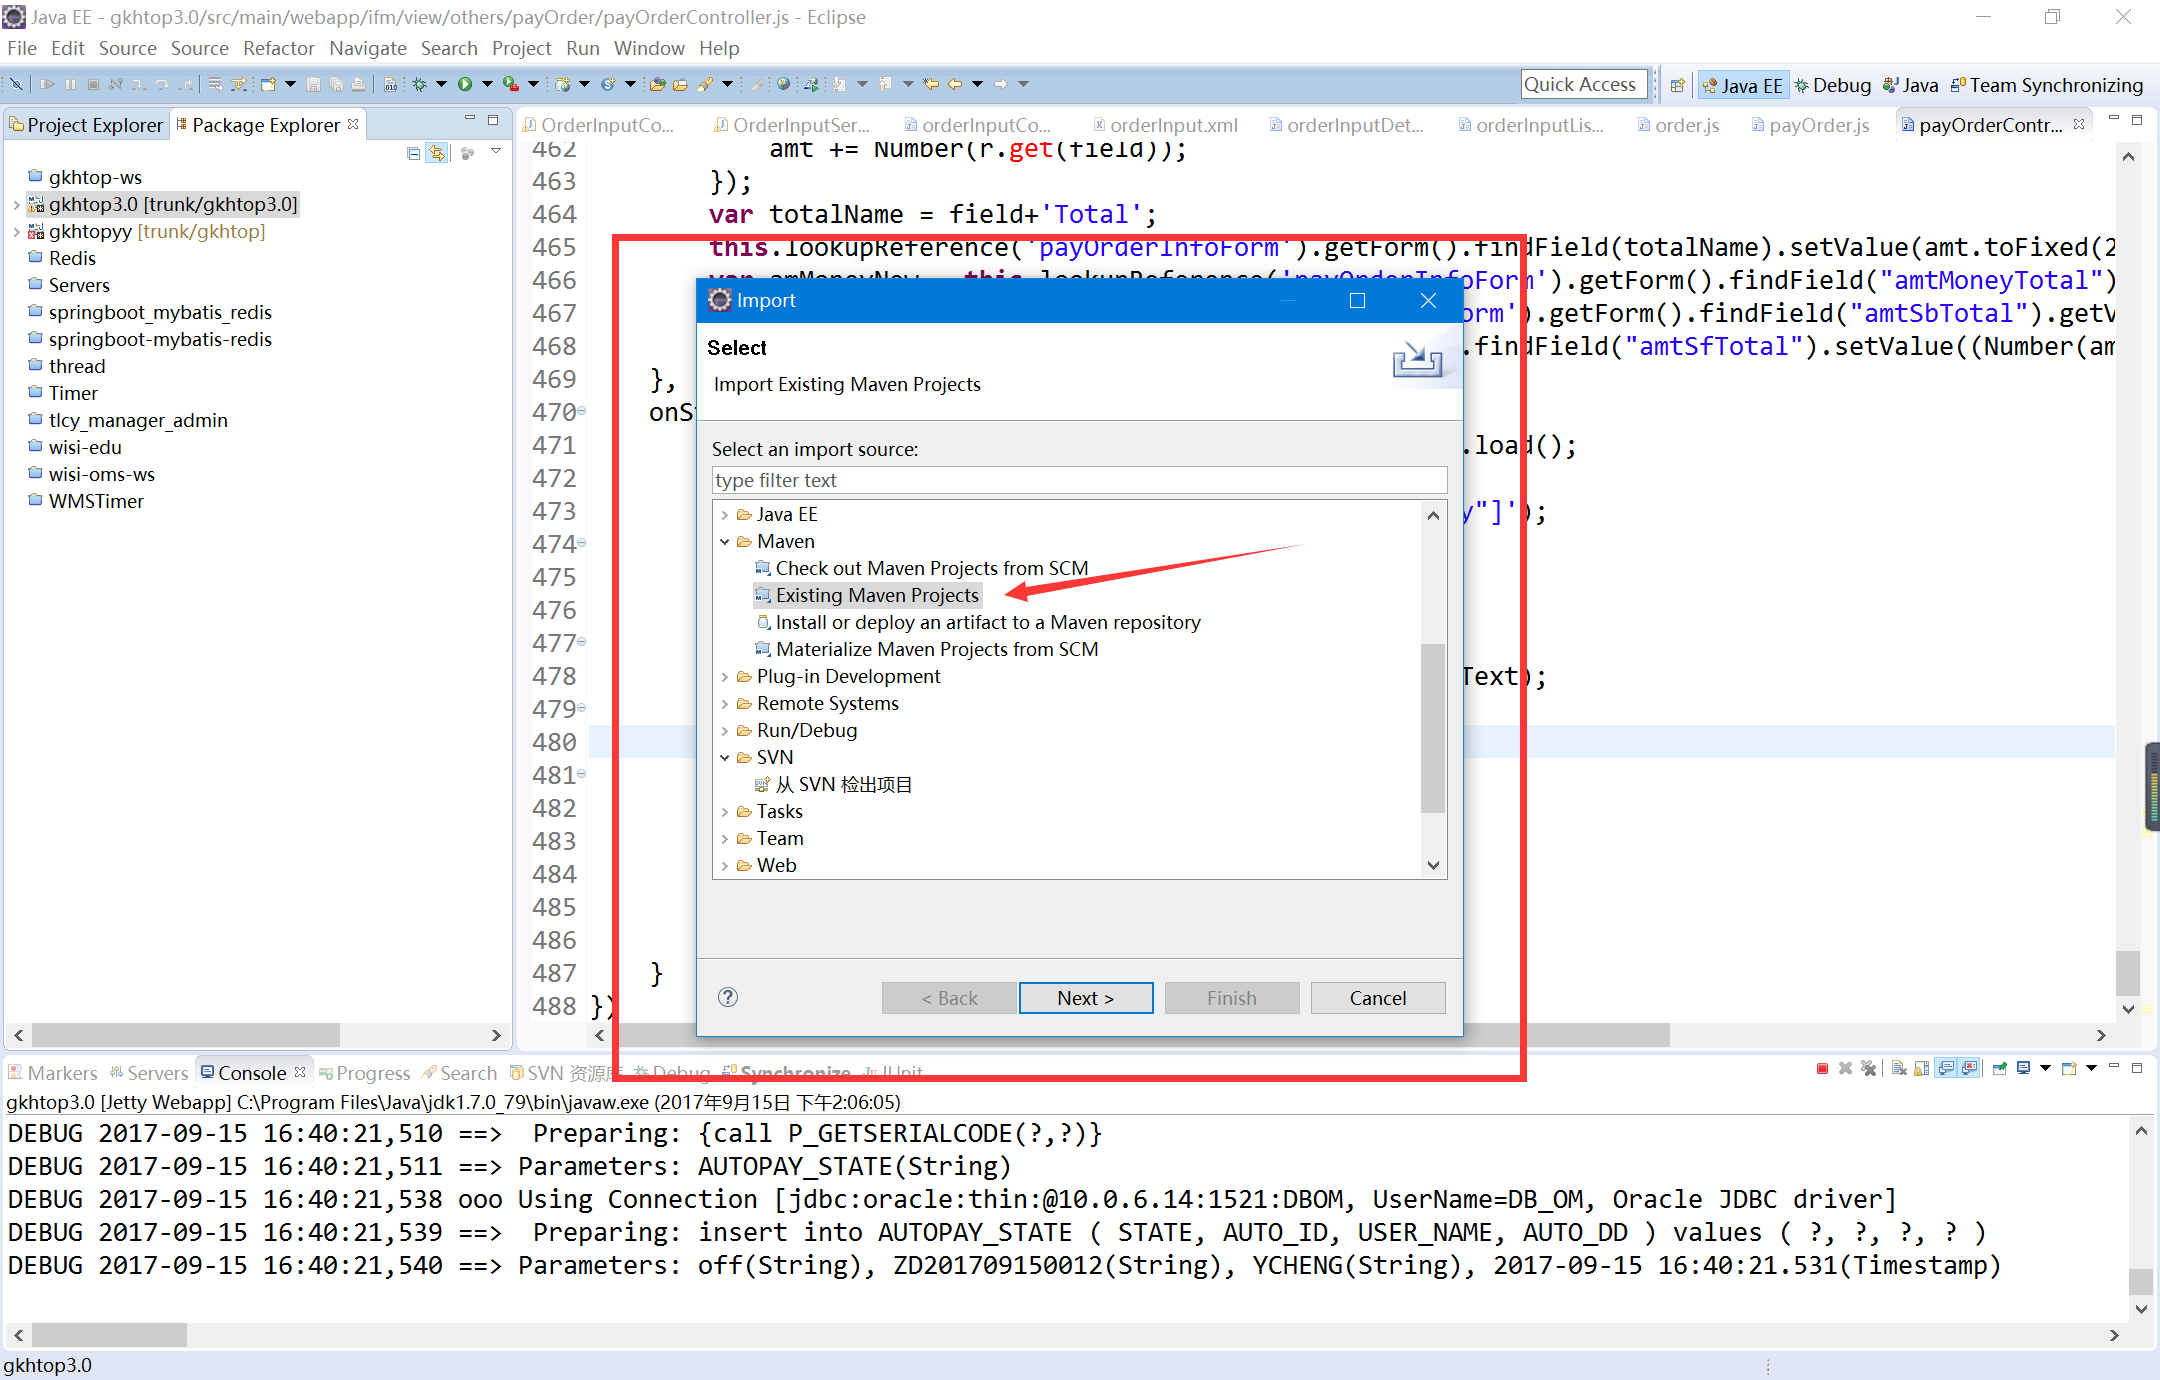 Java EE - gkhtop3.0/src/main/webapp/ifm/view/others/payOrder/payOrderController.js - Eclipse
File Edit Source Source Refactor Navigate Search Project Run Window Help
Quick Access Java EE Debug Java Team Synchronizing
Project Explorer Package Explorer
OrderInputCo... OrderInputSer... orderInputCo... orderInput.xml orderInputDet... orderInputLis... order.js payOrder.js payOrderContr...
gkhtop-ws
gkhtop3.0 [trunk/gkhtop3.0]
gkhtopyy [trunk/gkhtop]
Redis
Servers
springboot_mybatis_redis
springboot-mybatis-redis
thread
Timer
tlcy_manager_admin
wisi-edu
wisi-oms-ws
WMSTimer
462 amt += Number(r.get(field));
463 });
464 var totalName = field+'Total';
465 this.lookupReference('payOrderInfoForm').getForm().findField(totalName).setValue(amt.toFixed(2
466 var amMoneyNew = this.lookupReference('payOrderInfoForm').getForm().findField("amtMoneyTotal")
467 orm').getForm().findField("amtSbTotal").getV
468 .findField("amtSfTotal").setValue((Number(am
469 },
470 onS
471 .load();
472
473 y"]');
474
475
476
477
478 Text);
479
480
481
482
483
484
485
486
487 }
488 })
Import
Select
Import Existing Maven Projects
Select an import source:
type filter text
Java EE
Maven
Check out Maven Projects from SCM
Existing Maven Projects
Install or deploy an artifact to a Maven repository
Materialize Maven Projects from SCM
Plug-in Development
Remote Systems
Run/Debug
SVN
从 SVN 检出项目
Tasks
Team
Web
< Back Next > Finish Cancel
Markers Servers Console Progress Search SVN 资源库 Debug Synchronize JUnit
gkhtop3.0 [Jetty Webapp] C:\Program Files\Java\jdk1.7.0_79\bin\javaw.exe (2017年9月15日 下午2:06:05)
DEBUG 2017-09-15 16:40:21,510 ==>  Preparing: {call P_GETSERIALCODE(?,?)}
DEBUG 2017-09-15 16:40:21,511 ==> Parameters: AUTOPAY_STATE(String)
DEBUG 2017-09-15 16:40:21,538 ooo Using Connection [jdbc:oracle:thin:@10.0.6.14:1521:DBOM, UserName=DB_OM, Oracle JDBC driver]
DEBUG 2017-09-15 16:40:21,539 ==>  Preparing: insert into AUTOPAY_STATE ( STATE, AUTO_ID, USER_NAME, AUTO_DD ) values ( ?, ?, ?, ? )
DEBUG 2017-09-15 16:40:21,540 ==> Parameters: off(String), ZD201709150012(String), YCHENG(String), 2017-09-15 16:40:21.531(Timestamp)
gkhtop3.0